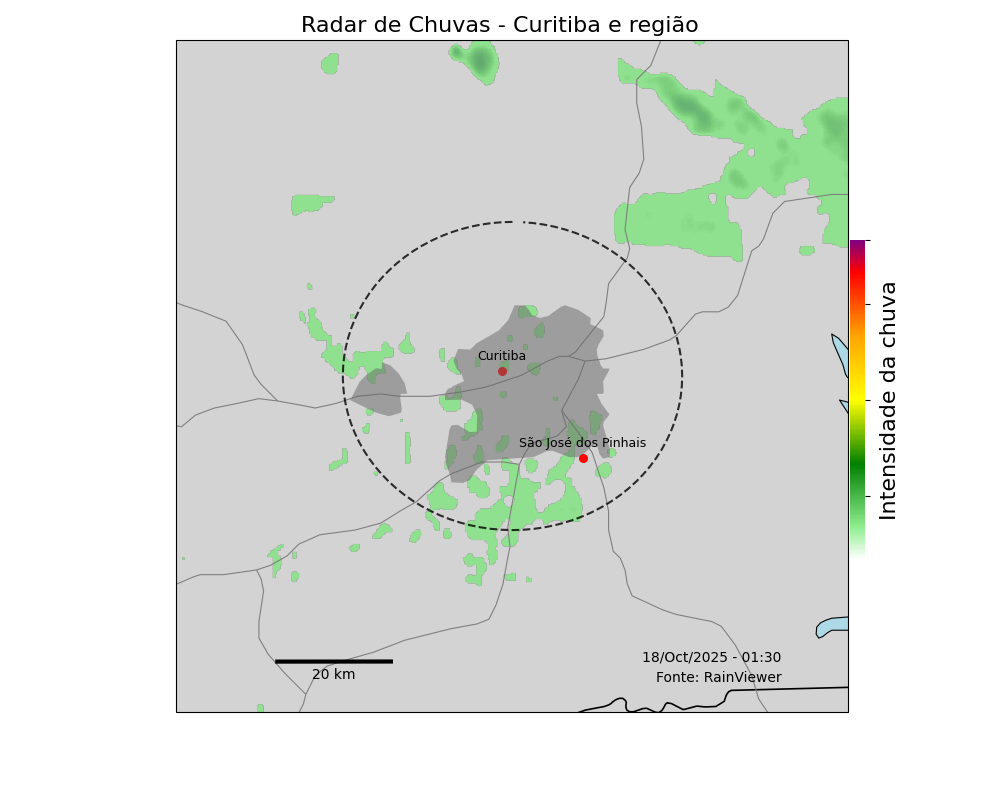 Radar de Chuvas - Curitiba e região
Curitiba
São José dos Pinhais
Intensidade da chuva
18/Oct/2025 - 01:30
Fonte: RainViewer
20 km